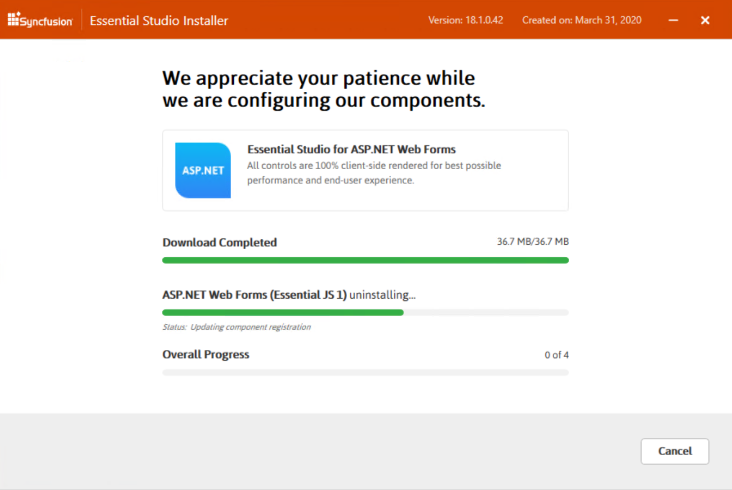 Syncfusion Essential Studio Installer Version: 18.1.0.42 Created on: March 31, 2020
We appreciate your patience while
we are configuring our components.
ASP.NET
Essential Studio for ASP.NET Web Forms
All controls are 100% client-side rendered for best possible
performance and end-user experience.
Download Completed 36.7 MB/36.7 MB
ASP.NET Web Forms (Essential JS 1) uninstalling...
Status: Updating component registration
Overall Progress 0 of 4
Cancel